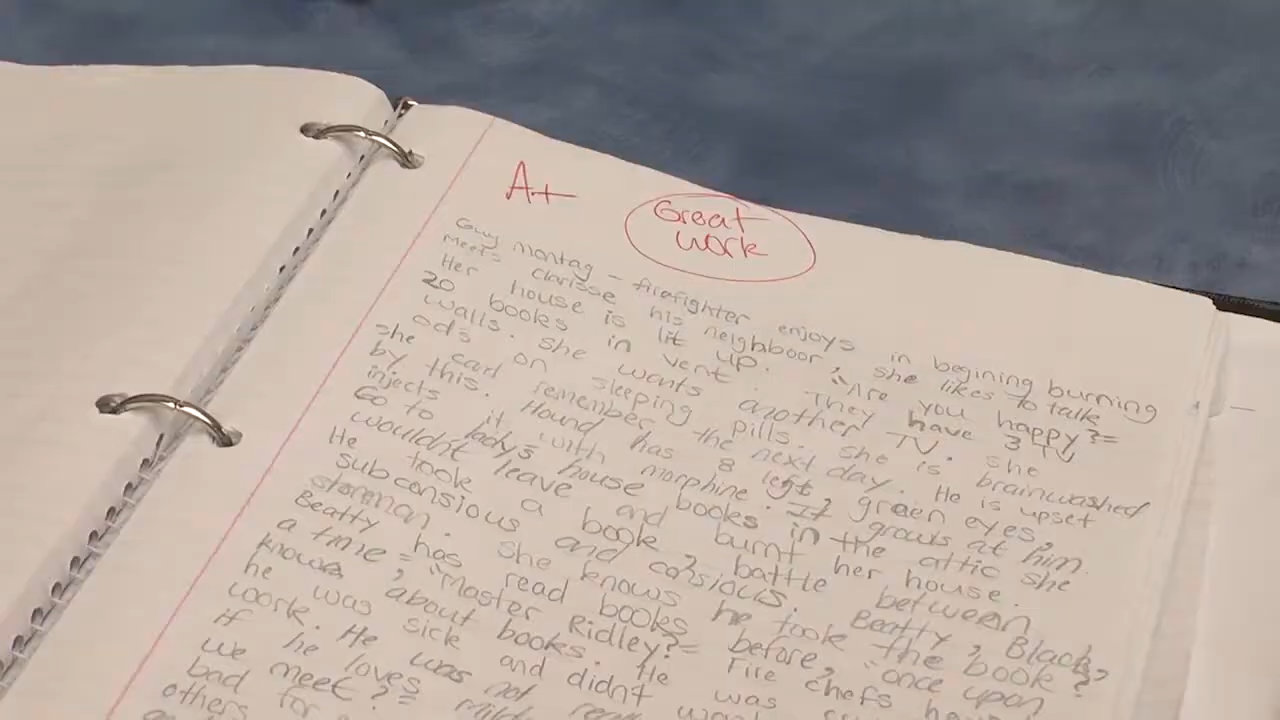 A+
Great
work
Guy montag - firefighter enjoys in begining burning
Meets clarisse his neighboor, she likes to talk
Her house is lit up. "Are you happy?=
20 books in vent. They have 3 TV
walls. she wants another TV. she
ods on sleeping pills. she is brainwashed
she cant remember the next day. He is upset
by this. Hound has 8 legs, green eyes,
injects it with morphine. It growls at him.
Go to lady's house books in the attic she
wouldn't leave and burnt her house.
He took a book, battle between
subconsious and consious. Beatty, Black,
stoneman. she knows he took the book?
Beatty has read books before, "once upon
a time = "Master Ridley?= Fire chefs
know, about books. He was
he was sick and didnt
work. He was not
If he loves
we meet?=
bad for
others